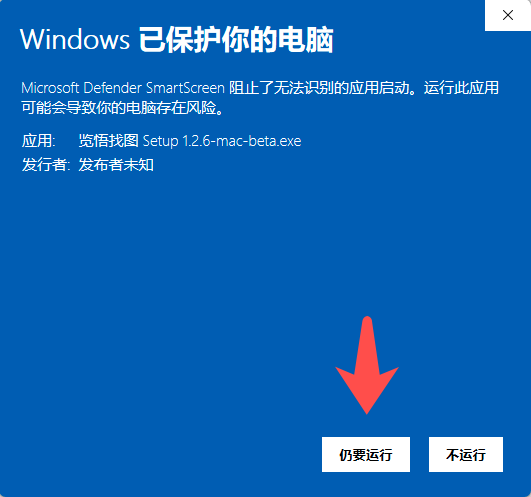 Windows 已保护你的电脑
Microsoft Defender SmartScreen 阻止了无法识别的应用启动。运行此应用
可能会导致你的电脑存在风险。
应用: 览悟找图 Setup 1.2.6-mac-beta.exe
发行者: 发布者未知
仍要运行 不运行